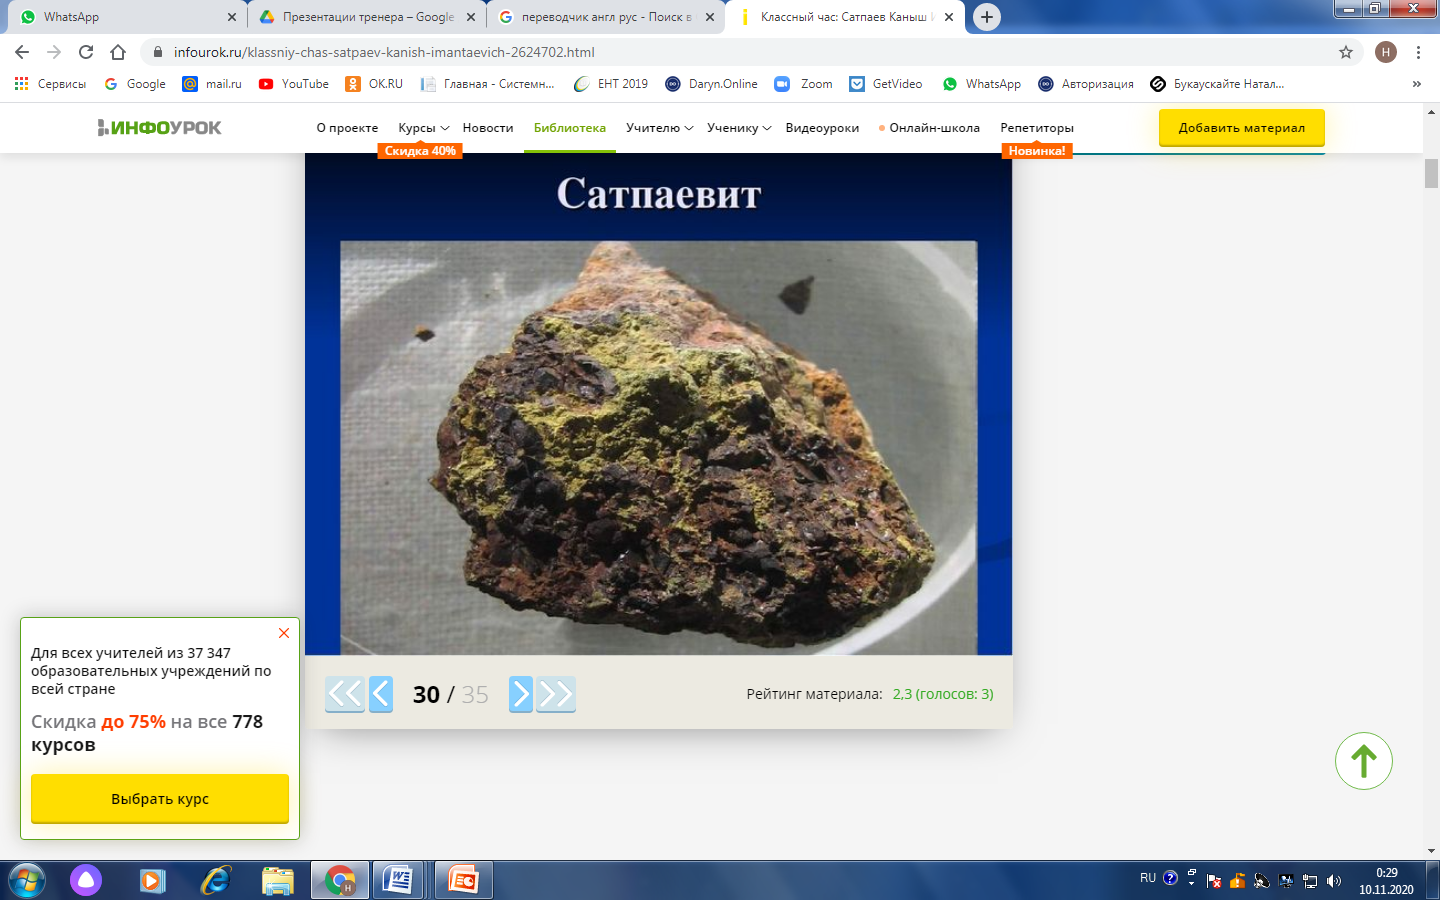 WhatsApp
Презентации тренера – Google
переводчик англ рус - Поиск в
Классный час: Сатпаев Каныш
infourok.ru/klassniy-chas-satpaev-kanish-imantaevich-2624702.html
Н
Сервисы
Google
mail.ru
YouTube
OK.RU
Главная - Системн...
ЕНТ 2019
Daryn.Online
Zoom
GetVideo
WhatsApp
Авторизация
Букаускайте Натал...
ИНФОУРОК
О проекте
Курсы
Новости
Библиотека
Учителю
Ученику
Видеоуроки
Онлайн-школа
Репетиторы
Добавить материал
Скидка 40%
Новинка!
Сатпаевит
30 / 35
Рейтинг материала: 2,3 (голосов: 3)
Для всех учителей из 37 347
образовательных учреждений по
всей стране
Скидка до 75% на все 778
курсов
Выбрать курс
RU
0:29
10.11.2020